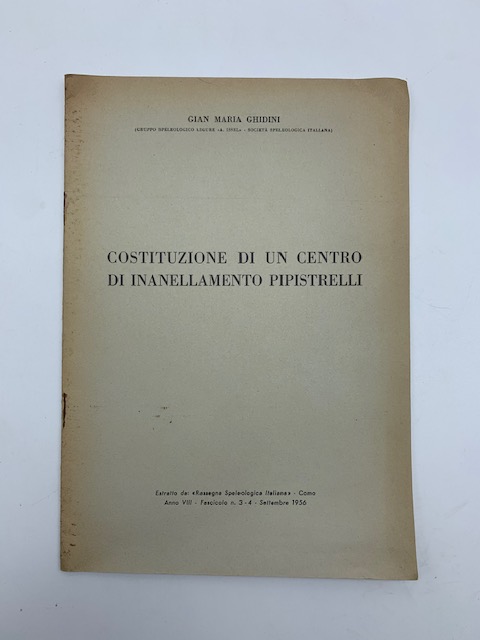 GIAN MARIA GHIDINI
(GRUPPO SPELEOLOGICO LIGURE «A. ISSEL» - SOCIETÀ SPELEOLOGICA ITALIANA)
COSTITUZIONE DI UN CENTRO
DI INANELLAMENTO PIPISTRELLI
Estratto da: «Rassegna Speleologica Italiana» - Como
Anno VIII - Fascicolo n. 3-4 - Settembre 1956